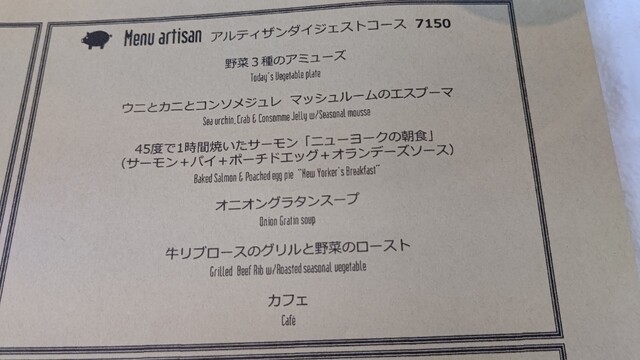 Menu artisan アルティザンダイジェストコース 7150
野菜３種のアミューズ
Today's Vegetable plate
ウニとカニとコンソメジュレ マッシュルームのエスプーマ
Sea urchin, Crab & Consomme Jelly w/Seasonal mousse
45度で1時間焼いたサーモン「ニューヨークの朝食」
（サーモン＋パイ＋ポーチドエッグ＋オランデーズソース）
Baked Salmon & Poached egg pie "New Yorker's Breakfast"
オニオングラタンスープ
Onion Gratin soup
牛リブロースのグリルと野菜のロースト
Grilled Beef Rib w/Roasted seasonal vegetable
カフェ
Café